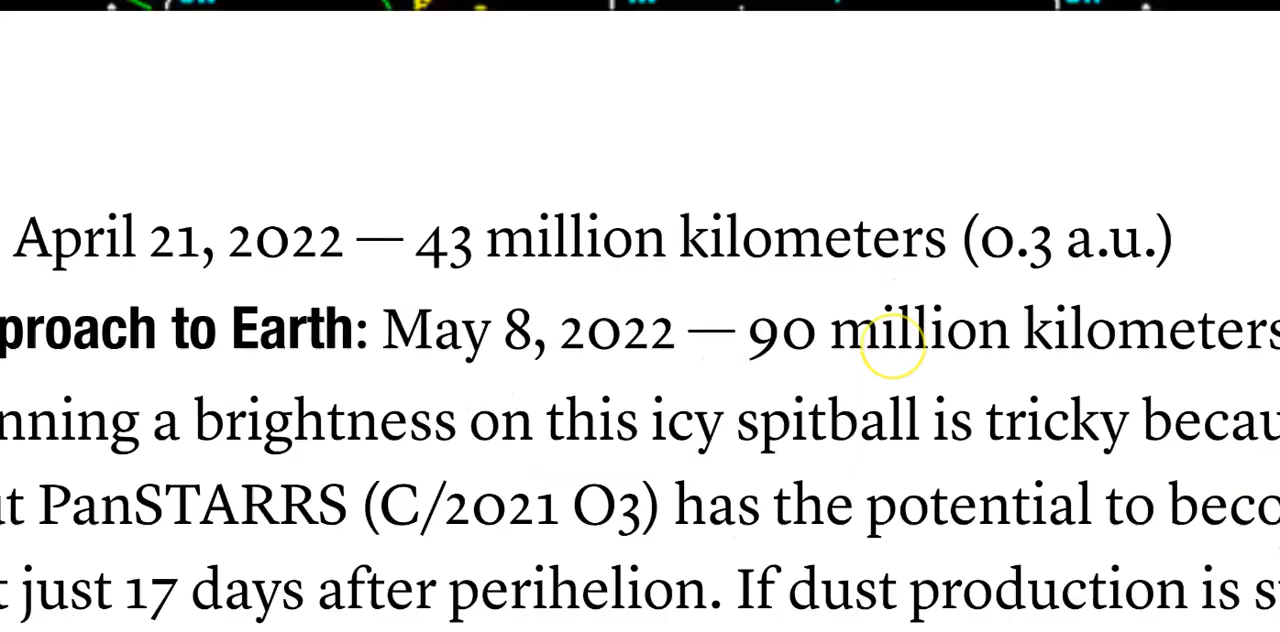 April 21, 2022 — 43 million kilometers (0.3 a.u.)
proach to Earth: May 8, 2022 — 90 million kilometers
nning a brightness on this icy spitball is tricky becau
t PanSTARRS (C/2021 O3) has the potential to beco
t just 17 days after perihelion. If dust production is s